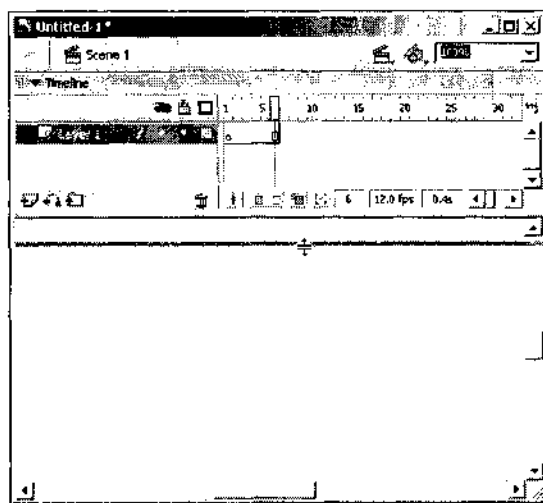 Untitled-1*
Scene 1
100%
Timeline
1 5 10 15 20 25 30
Layer 1
6 12.0 fps 0.4s